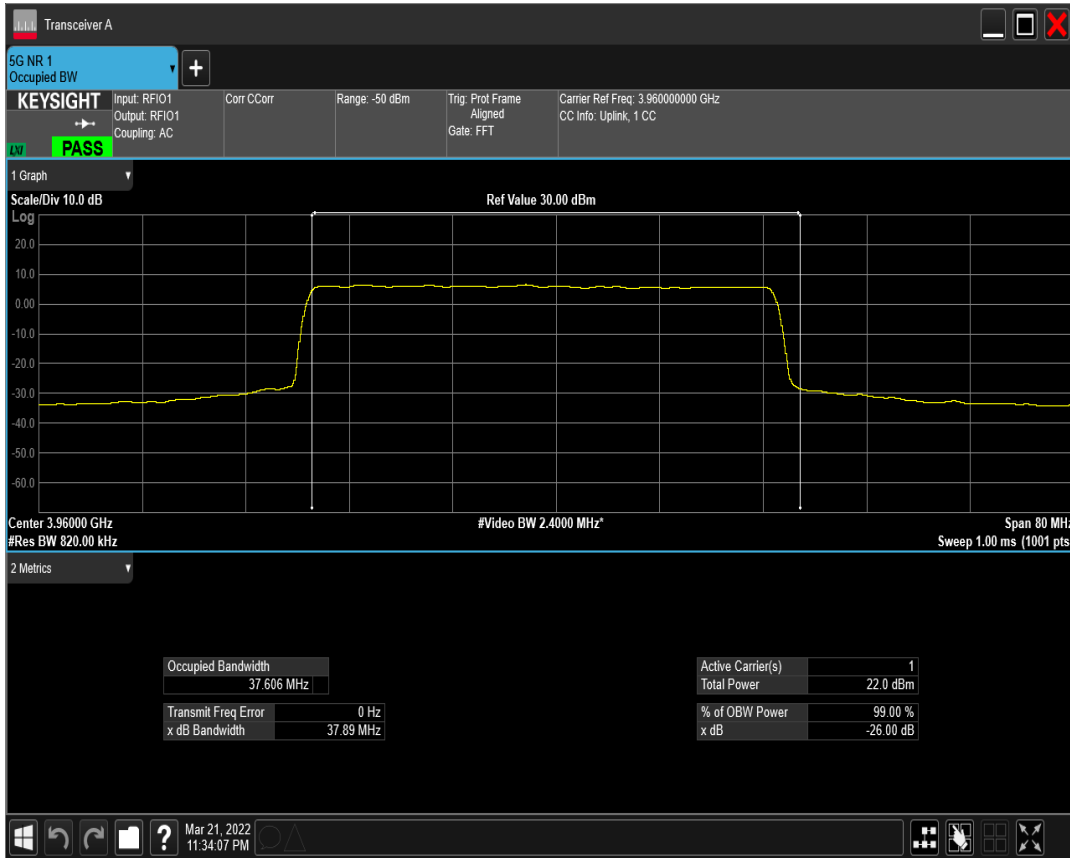 Transceiver A
5G NR 1
Occupied BW
KEYSIGHT
LXI
PASS
Input: RFIO1
Output: RFIO1
Coupling: AC
Corr CCorr
Range: -50 dBm
Trig: Prot Frame
Aligned
Gate: FFT
Carrier Ref Freq: 3.960000000 GHz
CC Info: Uplink, 1 CC
1 Graph
Scale/Div 10.0 dB
Ref Value 30.00 dBm
Log
20.0
10.0
0.00
-10.0
-20.0
-30.0
-40.0
-50.0
-60.0
Center 3.96000 GHz
#Video BW 2.4000 MHz*
Span 80 MHz
#Res BW 820.00 kHz
Sweep 1.00 ms (1001 pts
2 Metrics
Occupied Bandwidth
37.606 MHz
Transmit Freq Error 0 Hz
x dB Bandwidth 37.89 MHz
Active Carrier(s) 1
Total Power 22.0 dBm
% of OBW Power 99.00 %
x dB -26.00 dB
?
Mar 21, 2022
11:34:07 PM